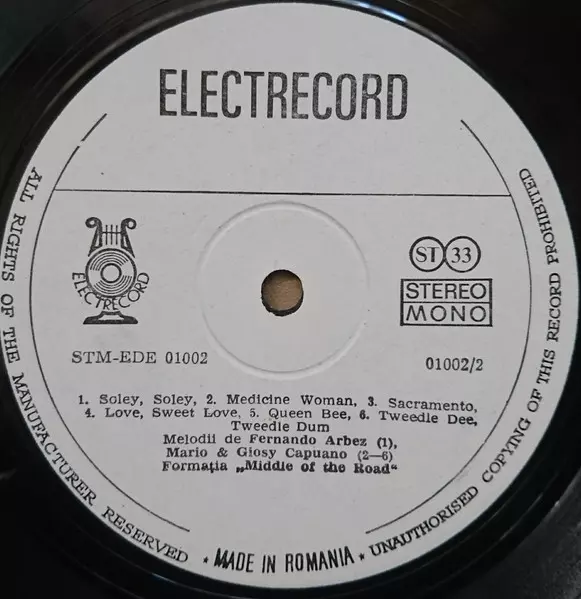 ELECTRECORD
ELECTRECORD
ST 33
STEREO
MONO
STM-EDE 01002
01002/2
1. Soley, Soley, 2. Medicine Woman, 3. Sacramento,
4. Love, Sweet Love, 5. Queen Bee, 6. Tweedle Dee,
Tweedle Dum
Melodii de Fernando Arbez (1),
Mario & Giosy Capuano (2—6)
Formația „Middle of the Road“
ALL RIGHTS OF THE MANUFACTURER RESERVED * MADE IN ROMANIA * UNAUTHORISED COPYING OF THIS RECORD PROHIBITED